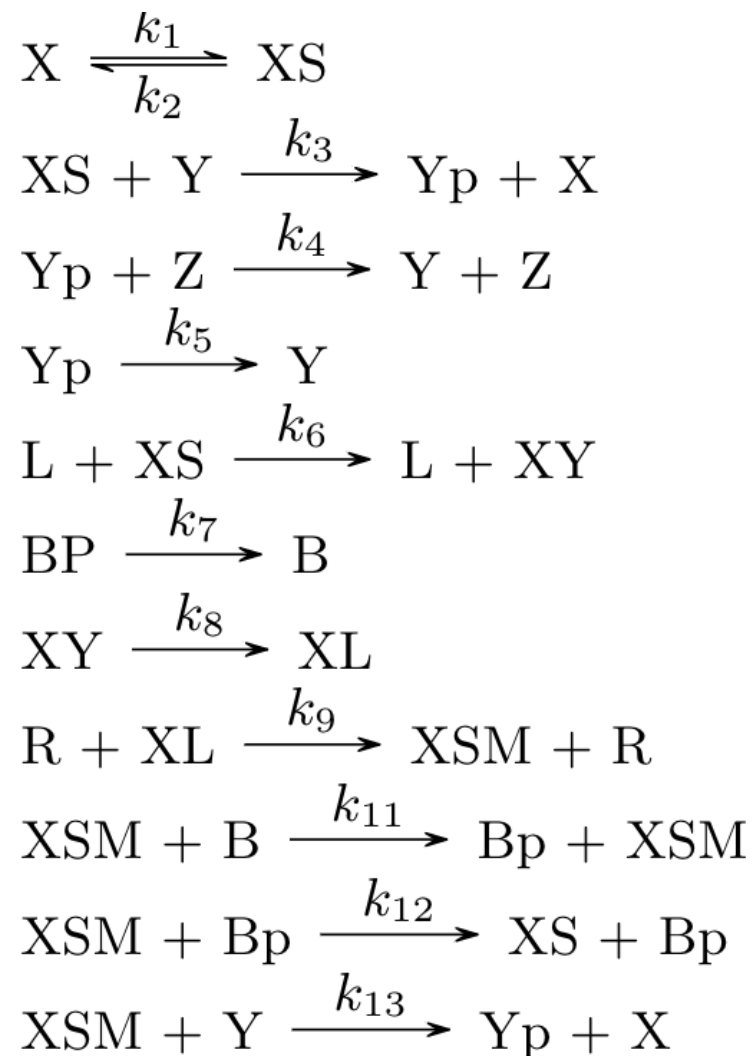 k₁
X ⇌ XS
k₂
k₃
XS + Y → Yp + X
k₄
Yp + Z → Y + Z
k₅
Yp → Y
k₆
L + XS → L + XY
k₇
BP → B
k₈
XY → XL
k₉
R + XL → XSM + R
k₁₁
XSM + B → Bp + XSM
k₁₂
XSM + Bp → XS + Bp
k₁₃
XSM + Y → Yp + X